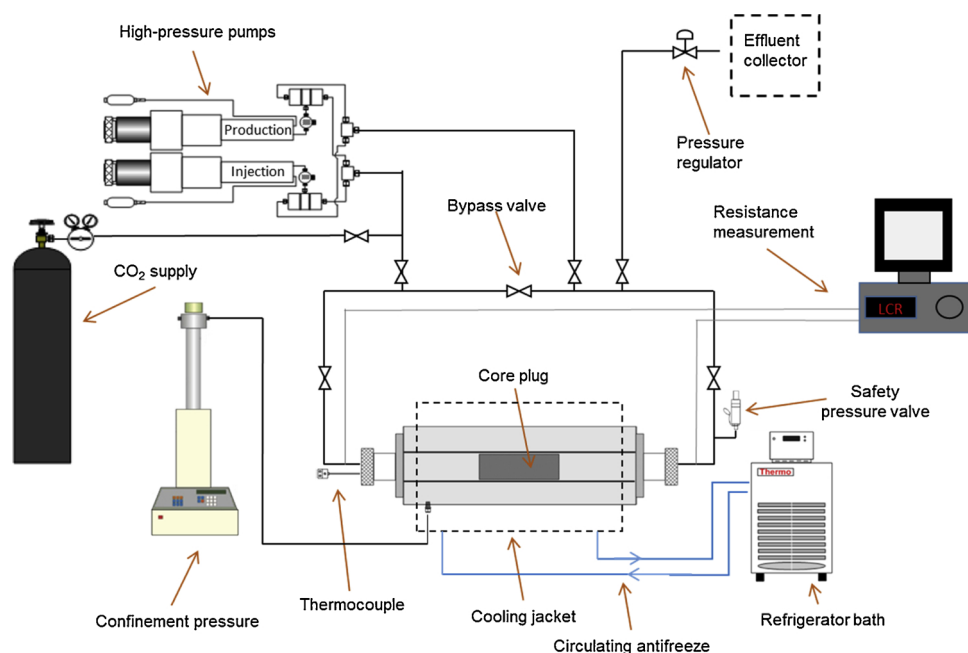 High-pressure pumps
Effluent
collector
Production
Pressure
regulator
Injection
Bypass valve
Resistance
measurement
CO₂ supply
LCR
Core plug
Safety
pressure valve
Thermo
Thermocouple
Confinement pressure
Cooling jacket
Refrigerator bath
Circulating antifreeze